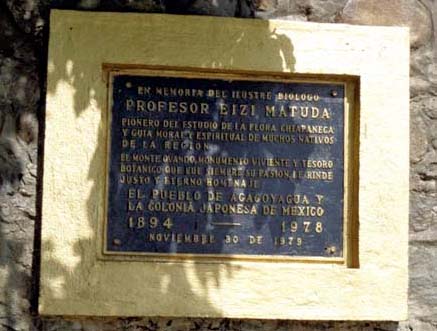 EN MEMORIA DEL ILUSTRE BIOLOGO
PROFESOR EIZI MATUDA
PIONERO DEL ESTUDIO DE LA FLORA CHIAPANECA
Y GUIA MORAL Y ESPIRITUAL DE MUCHOS NATIVOS
DE LA REGION
EL MONTE OVANDO, MONUMENTO VIVIENTE Y TESORO
BOTANICO QUE FUE SIEMPRE SU PASION, LE RINDE
JUSTO Y ETERNO HOMENAJE
EL PUEBLO DE ACACOYAGUA Y
LA COLONIA JAPONESA DE MEXICO
1894 — 1978
NOVIEMBRE 30 DE 1979